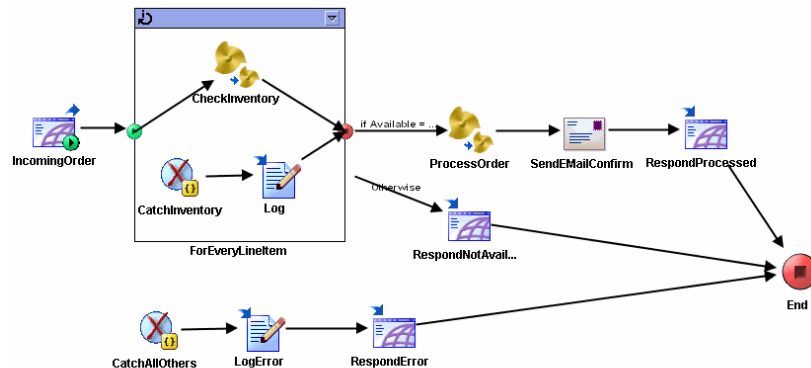 CheckInventory
if Available = ...
IncomingOrder
ProcessOrder
SendEMailConfirm
RespondProcessed
Otherwise
CatchInventory
Log
ForEveryLineItem
RespondNotAvail...
End
CatchAllOthers
LogError
RespondError